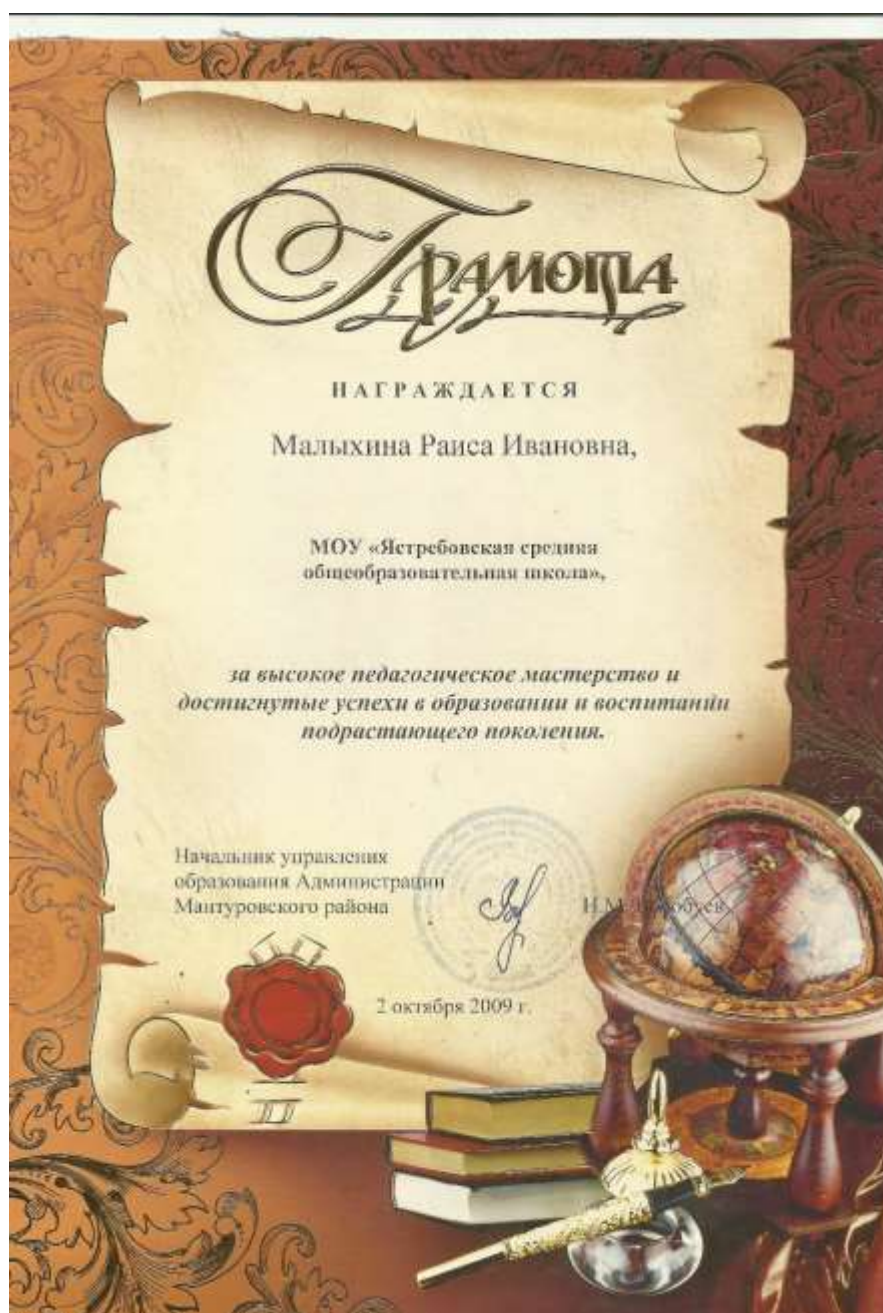 Грамота
НАГРАЖДАЕТСЯ
Малыхина Раиса Ивановна,
МОУ «Ястребовская средняя
общеобразовательная школа»,
за высокое педагогическое мастерство и
достигнутые успехи в образовании и воспитании
подрастающего поколения.
Начальник управления
образования Администрации
Мантуровского района
2 октября 2009 г.